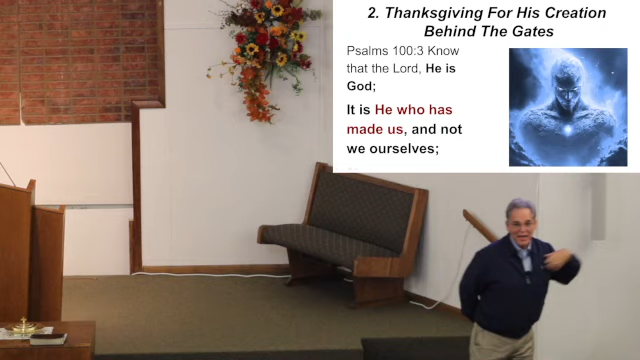 2. Thanksgiving For His Creation
Behind The Gates
Psalms 100:3 Know
that the Lord, He is
God;
It is He who has
made us, and not
we ourselves;